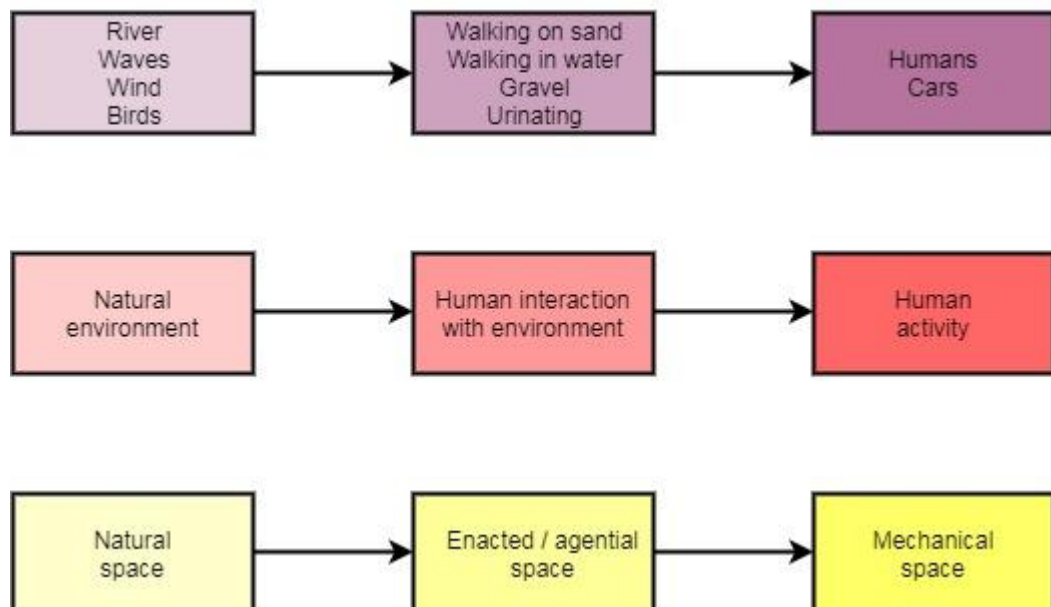 River
Waves
Wind
Birds
Walking on sand
Walking in water
Gravel
Urinating
Humans
Cars
Natural
environment
Human interaction
with environment
Human
activity
Natural
space
Enacted / agential
space
Mechanical
space